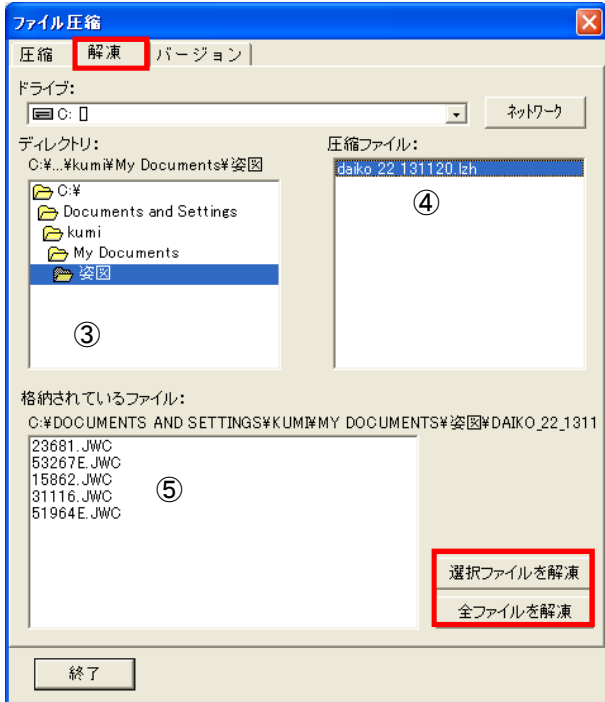 ファイル圧縮
圧縮 解凍 バージョン
ドライブ:
C: [] ネットワーク
ディレクトリ: 圧縮ファイル:
C:¥...¥kumi¥My Documents¥姿図
C:¥ daiko_22_131120.lzh
Documents and Settings ④
kumi
My Documents
姿図
③
格納されているファイル:
C:¥DOCUMENTS AND SETTINGS¥KUMI¥MY DOCUMENTS¥姿図¥DAIKO_22_1311
23681.JWC
53267E.JWC
15862.JWC ⑤
31116.JWC
51964E.JWC
選択ファイルを解凍
全ファイルを解凍
終了